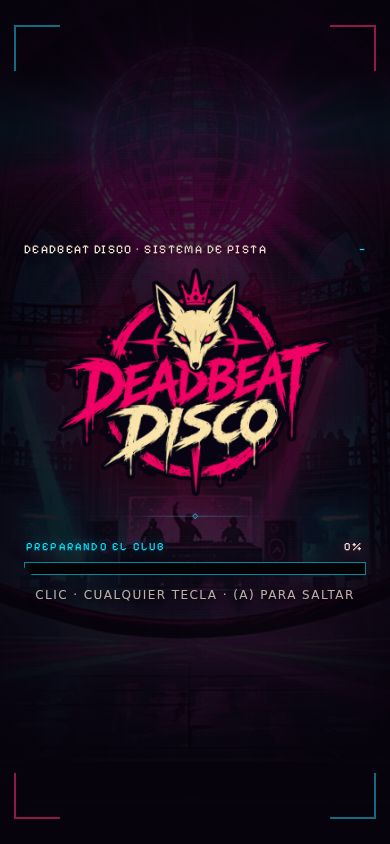 DEADBEAT DISCO · SISTEMA DE PISTA
DEADBEAT
DISCO
PREPARANDO EL CLUB 0%
CLIC · CUALQUIER TECLA · (A) PARA SALTAR